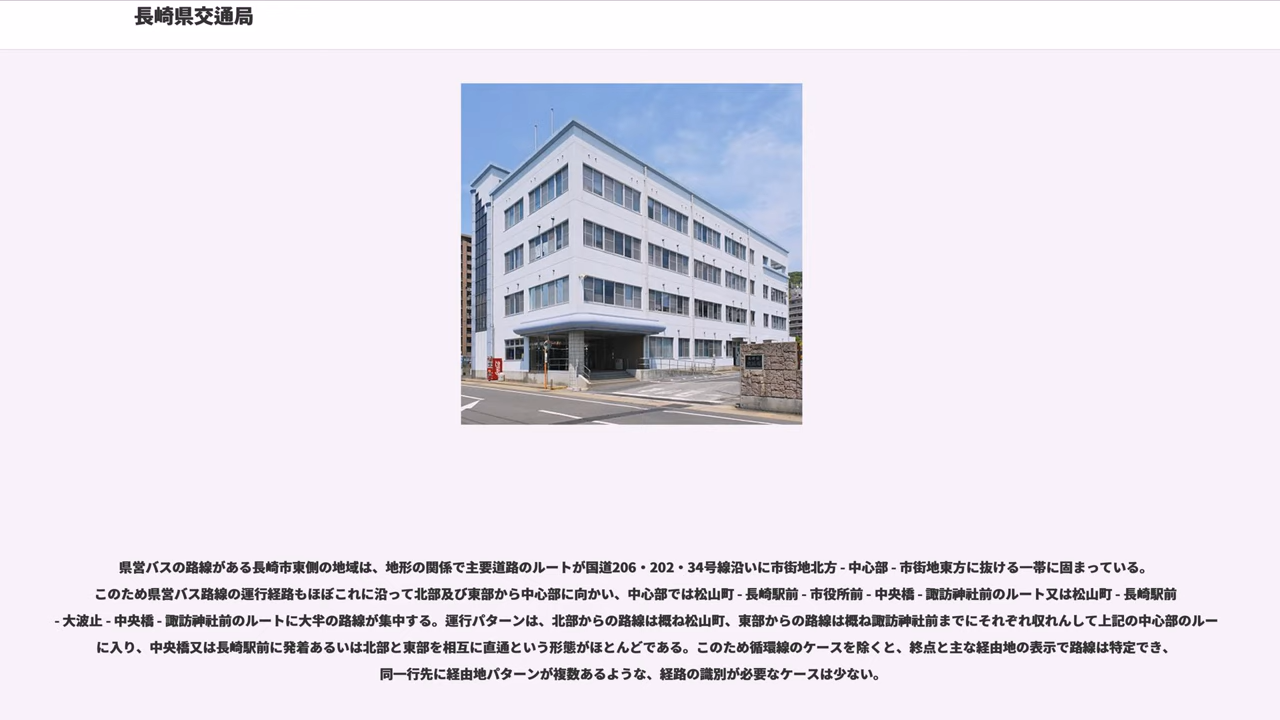 長崎県交通局
県営バスの路線がある長崎市東側の地域は、地形の関係で主要道路のルートが国道206・202・34号線沿いに市街地北方 - 中心部 - 市街地東方に抜ける一帯に固まっている。
このため県営バス路線の運行経路もほぼこれに沿って北部及び東部から中心部に向かい、中心部では松山町 - 長崎駅前 - 市役所前 - 中央橋 - 諏訪神社前のルート又は松山町 - 長崎駅前
- 大波止 - 中央橋 - 諏訪神社前のルートに大半の路線が集中する。運行パターンは、北部からの路線は概ね松山町、東部からの路線は概ね諏訪神社前までにそれぞれ収れんして上記の中心部のルー
に入り、中央橋又は長崎駅前に発着あるいは北部と東部を相互に直通という形態がほとんどである。このため循環線のケースを除くと、終点と主な経由地の表示で路線は特定でき、
同一行先に経由地パターンが複数あるような、経路の識別が必要なケースは少ない。